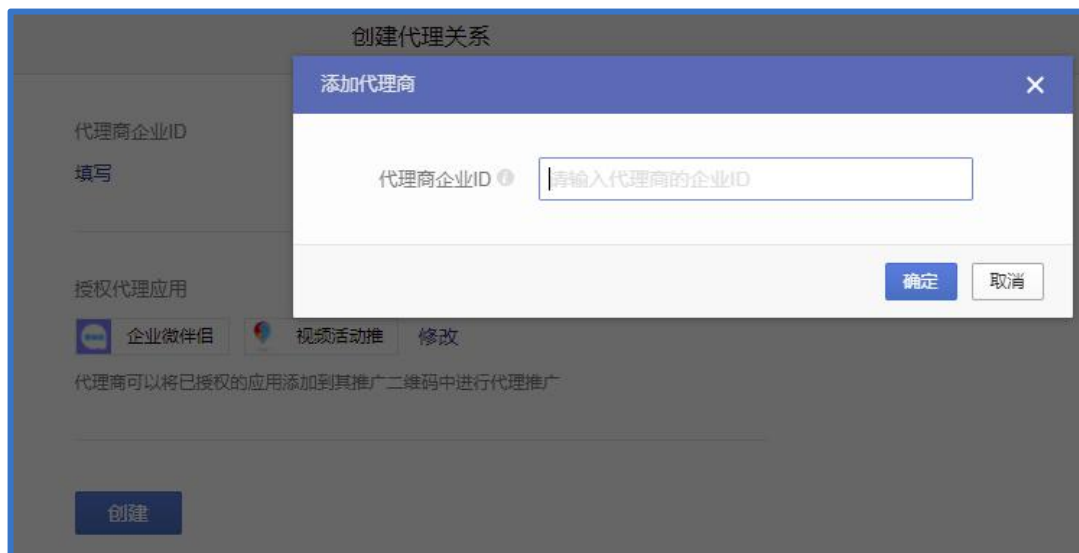 创建代理关系
添加代理商
代理商企业ID
填写
代理商企业ID
请输入代理商的企业ID
确定
取消
授权代理应用
企业微伴侣 视频活动推 修改
代理商可以将已授权的应用添加到其推广二维码中进行代理推广
创建